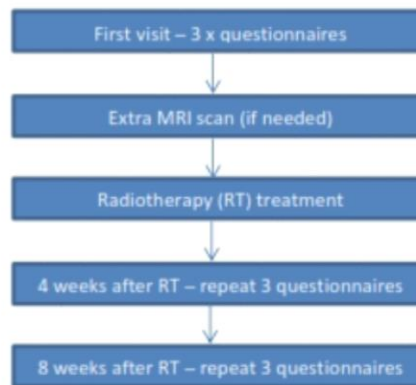 First visit – 3 x questionnaires
Extra MRI scan (if needed)
Radiotherapy (RT) treatment
4 weeks after RT – repeat 3 questionnaires
8 weeks after RT – repeat 3 questionnaires